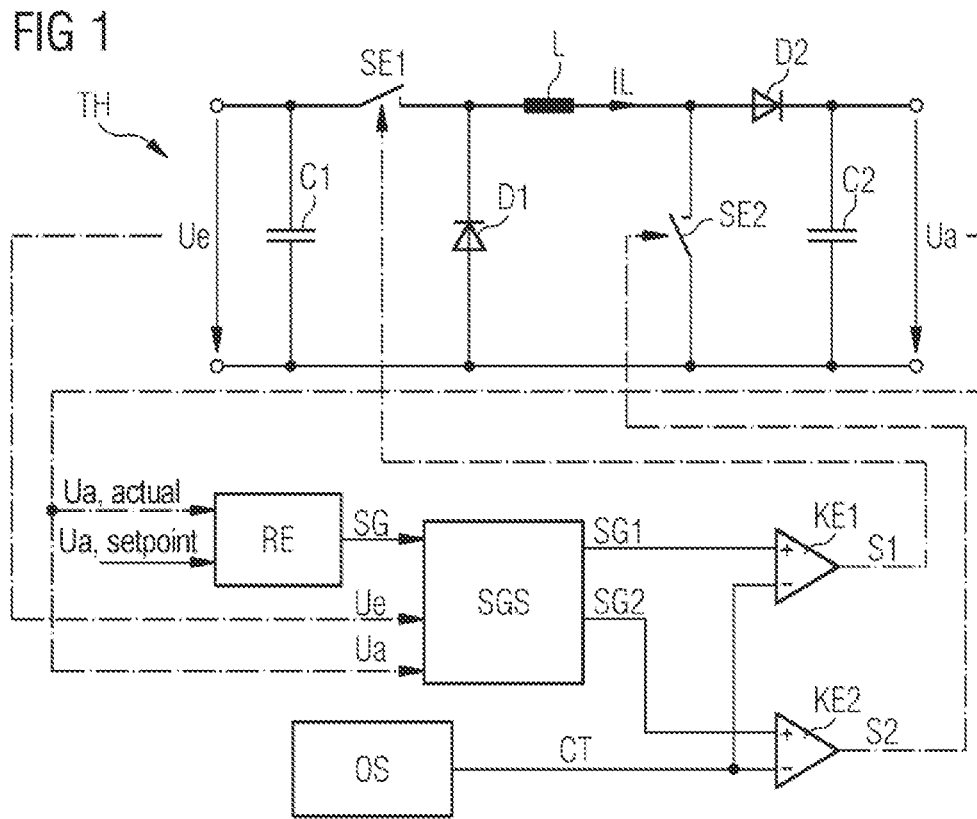 FIG 1
TH
SE1
L
IL
D2
Ue
C1
D1
SE2
C2
Ua
Ua, actual
Ua, setpoint
RE
SG
SGS
SG1
SG2
KE1
S1
Ue
Ua
OS
CT
KE2
S2
+
-
+
-